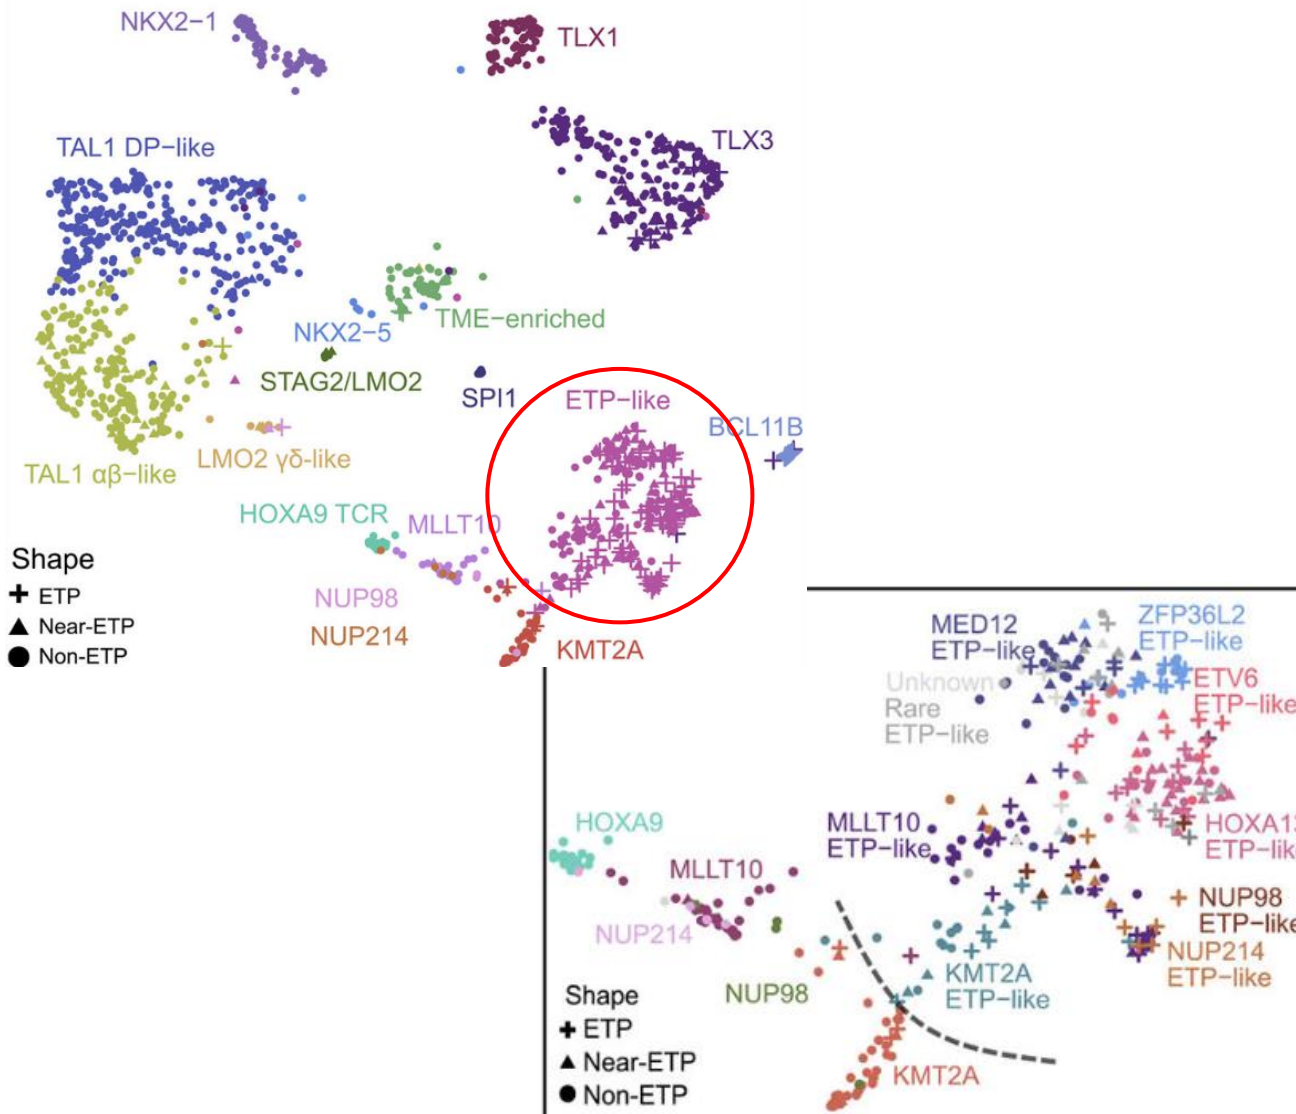 NKX2−1
TLX1
TLX3
TAL1 DP−like
NKX2−5
TME−enriched
STAG2/LMO2
SPI1
ETP−like
BCL11B
LMO2 γδ−like
TAL1 αβ−like
HOXA9 TCR
MLLT10
NUP98
NUP214
KMT2A
Shape
ETP
Near−ETP
Non−ETP
MED12
ETP−like
ZFP36L2
ETP−like
Unknown
Rare
ETP−like
ETV6
ETP−like
HOXA9
MLLT10
ETP−like
HOXA13
ETP−like
MLLT10
NUP214
NUP98
ETP−like
NUP214
ETP−like
NUP98
KMT2A
ETP−like
KMT2A
Shape
ETP
Near−ETP
Non−ETP